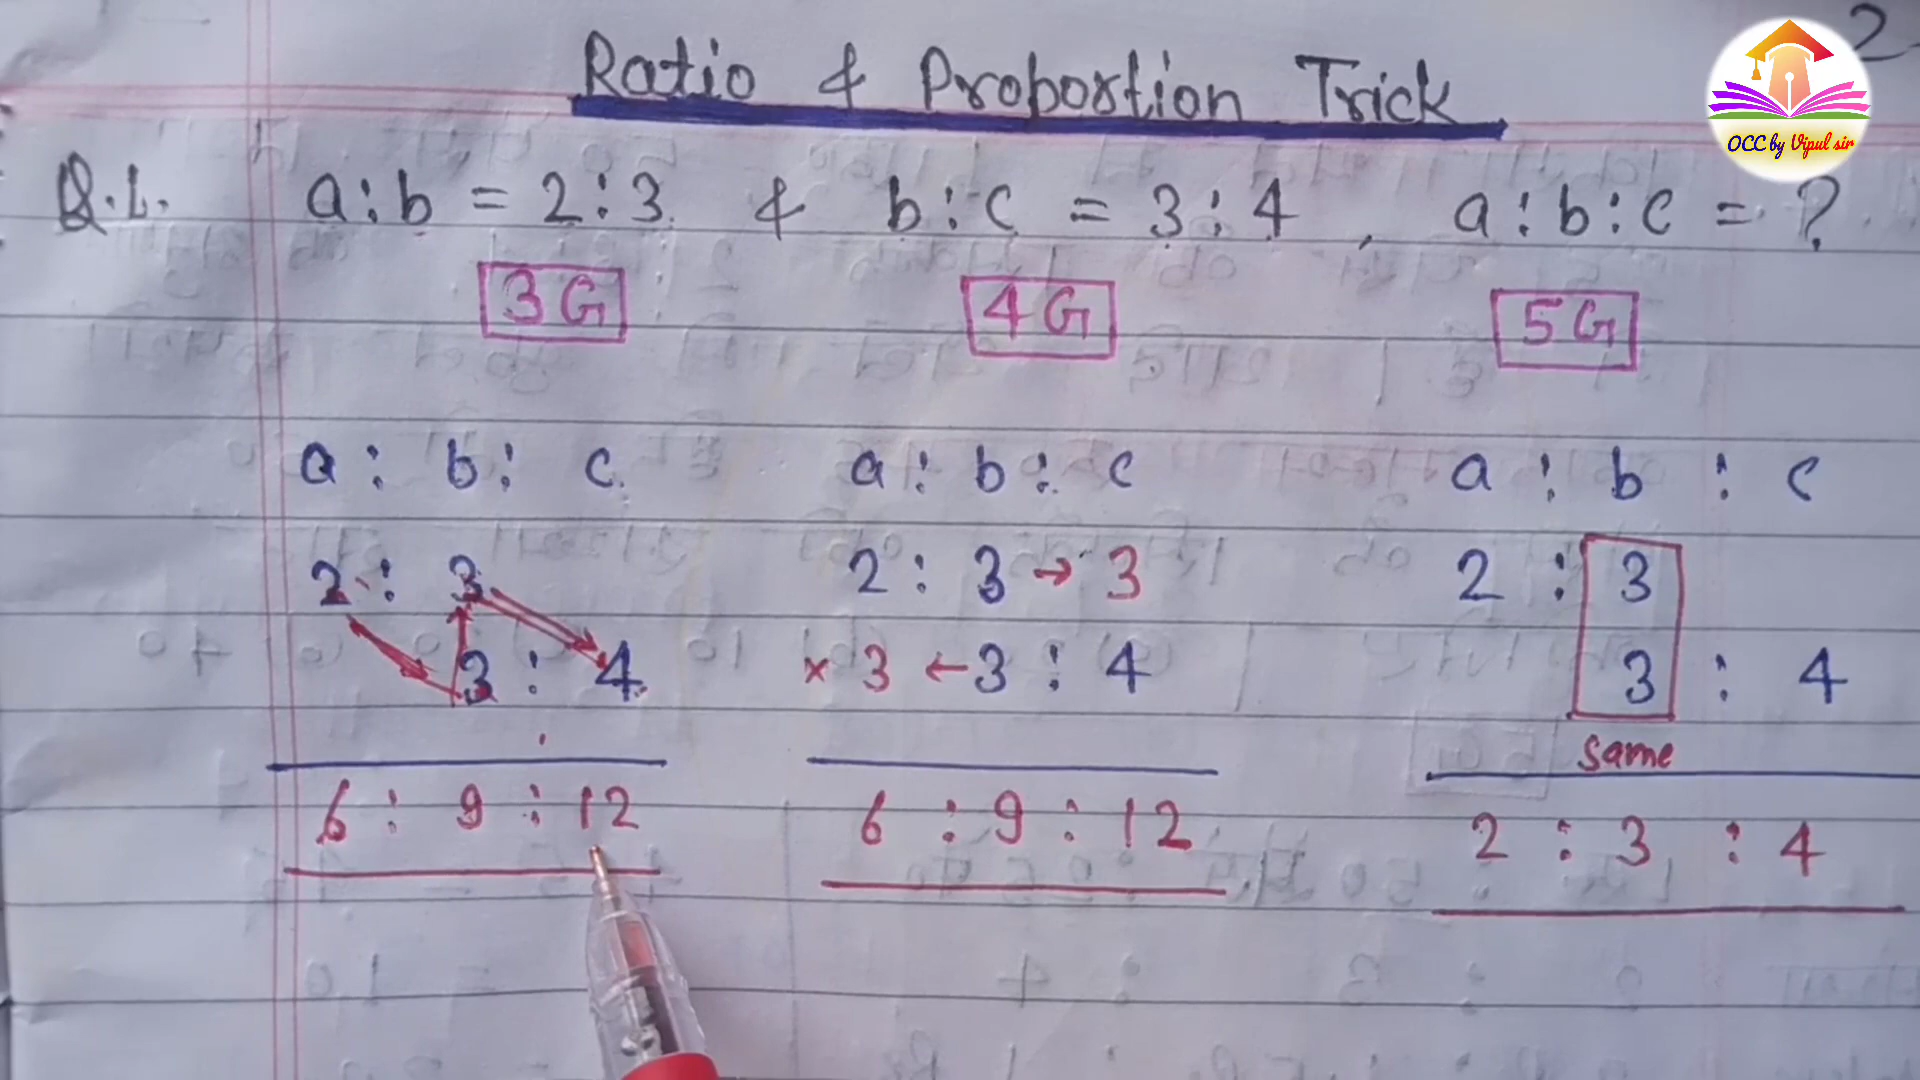 Ratio & Probortion Trick
2
OCC by Vipul sir
Q.1. a:b = 2:3 & b:c = 3:4, a:b:c = ?
3G 4G 5G
a : b : c a : b : c a : b : c
2 : 3 2 : 3 → 3 2 : 3
3 : 4 × 3 ← 3 : 4 3 : 4
same
6 : 9 : 12 6 : 9 : 12 2 : 3 : 4